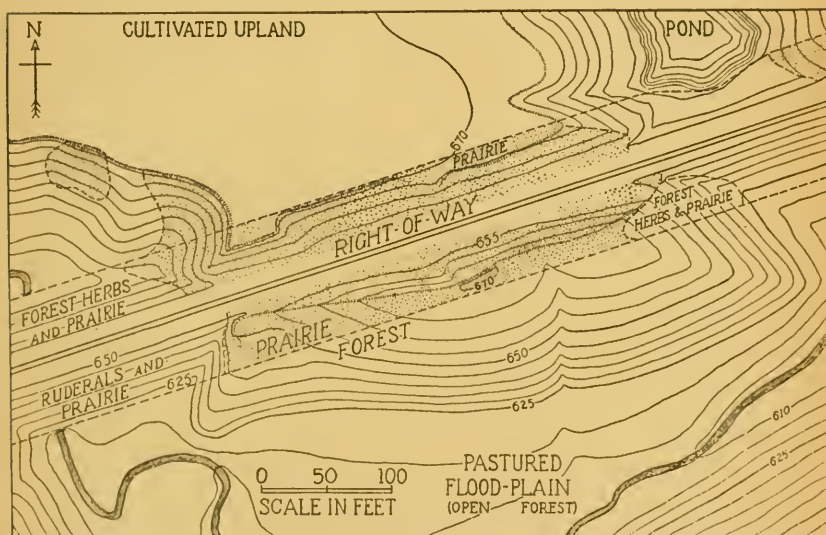 N
CULTIVATED UPLAND
POND
670
PRAIRIE
RIGHT-OF-WAY
FOREST
HERBS & PRAIRIE
655
670
FOREST-HERBS
AND PRAIRIE
PRAIRIE
FOREST
650
650
RUDERALS AND
PRAIRIE
625
625
610
625
0 50 100
SCALE IN FEET
PASTURED
FLOOD-PLAIN
(OPEN FOREST)